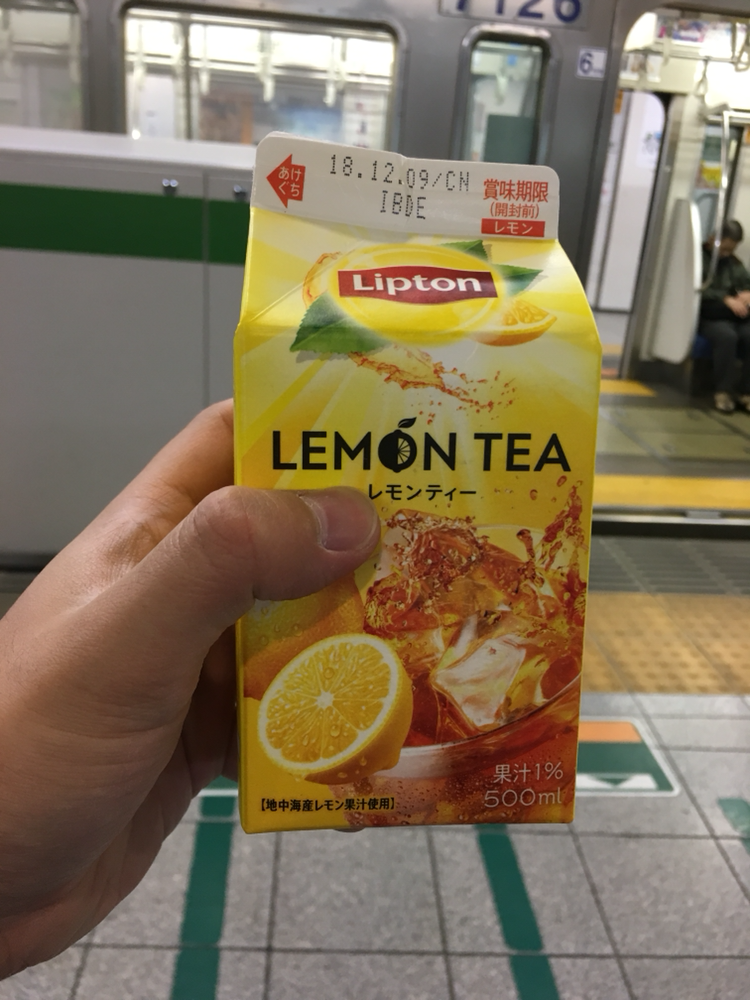 7126
6
あけ
ぐち
18.12.09/CN
IBDE
賞味期限
(開封前)
レモン
Lipton
LEMON TEA
レモンティー
果汁1%
500ml
【地中海産レモン果汁使用】